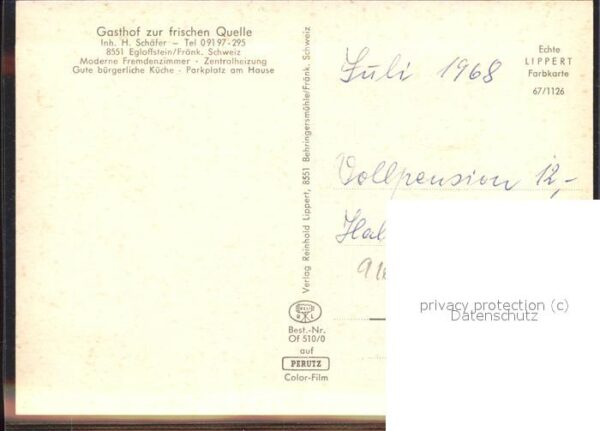 Gasthof zur frischen Quelle
Inh. H. Schäfer – Tel 09197-295
8551 Egloffstein/Fränk. Schweiz
Moderne Fremdenzimmer · Zentralheizung
Gute bürgerliche Küche · Parkplatz am Hause
Verlag Reinhold Lippert, 8551 Behringersmühle/Fränk. Schweiz
Best.-Nr.
Of 510/0
auf
PERUTZ
Color-Film
Echte
LIPPERT
Farbkarte
67/1126
Juli 1968
Vollpension 12,-
Hal
privacy protection (c)
Datenschutz